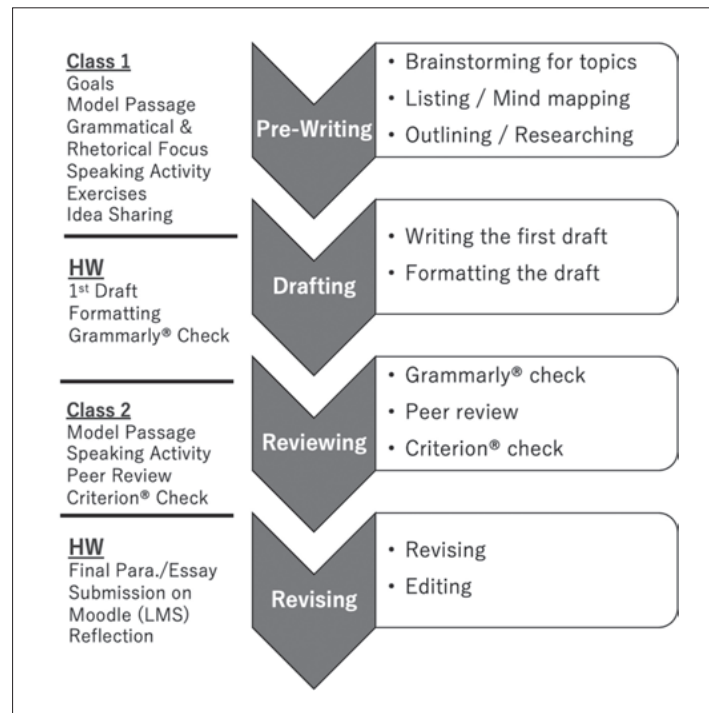 Class 1
Goals
Model Passage
Grammatical &
Rhetorical Focus
Speaking Activity
Exercises
Idea Sharing
Pre-Writing
• Brainstorming for topics
• Listing / Mind mapping
• Outlining / Researching
HW
1st Draft
Formatting
Grammarly® Check
Drafting
• Writing the first draft
• Formatting the draft
Class 2
Model Passage
Speaking Activity
Peer Review
Criterion® Check
Reviewing
• Grammarly® check
• Peer review
• Criterion® check
HW
Final Para./Essay
Submission on
Moodle (LMS)
Reflection
Revising
• Revising
• Editing